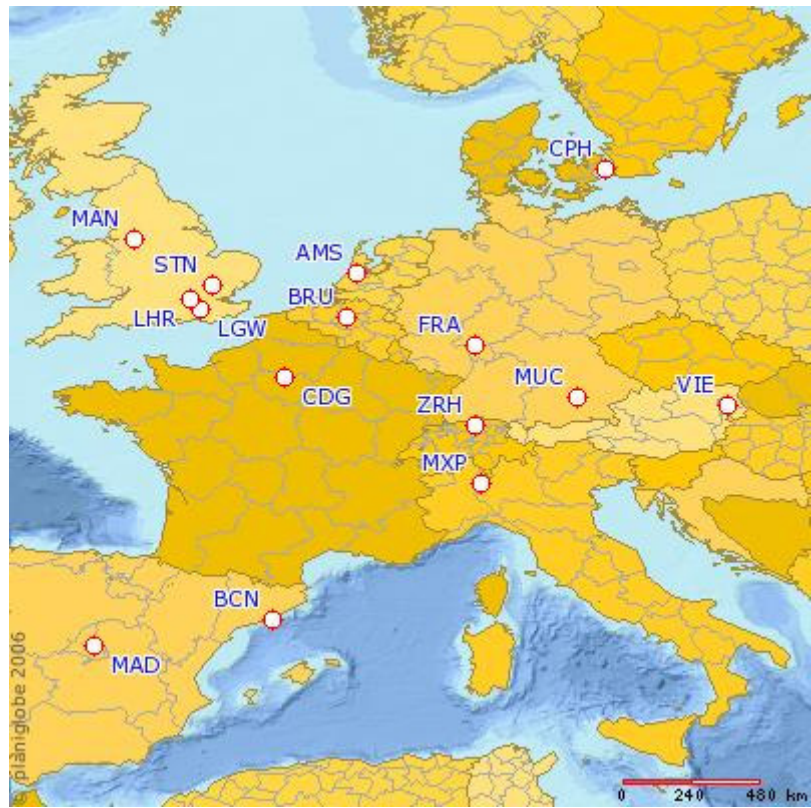 CPH
MAN
STN
AMS
BRU
LHR
LGW
FRA
CDG
MUC
VIE
ZRH
MXP
BCN
MAD
© planiglobe 2006
0 240 480 km